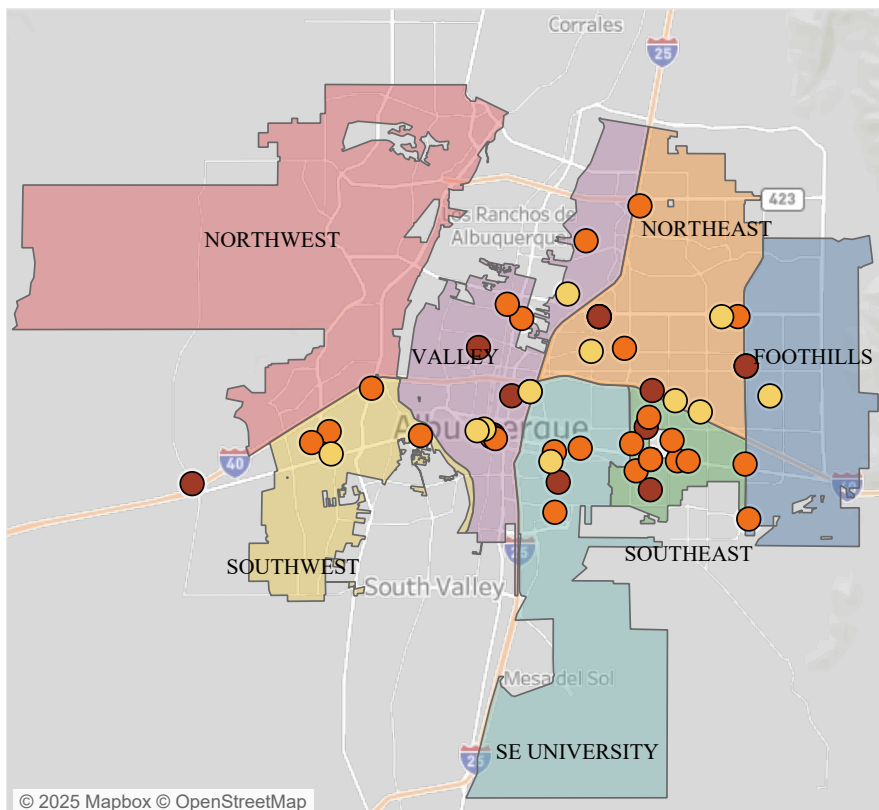 Corrales
25
423
Los Ranchos de
Albuquerque
NORTHEAST
NORTHWEST
VALLEY
FOOTHILLS
Albuquerque
40
SOUTHWEST
25
SOUTHEAST
South Valley
Mesa del Sol
SE UNIVERSITY
25
© 2025 Mapbox © OpenStreetMap